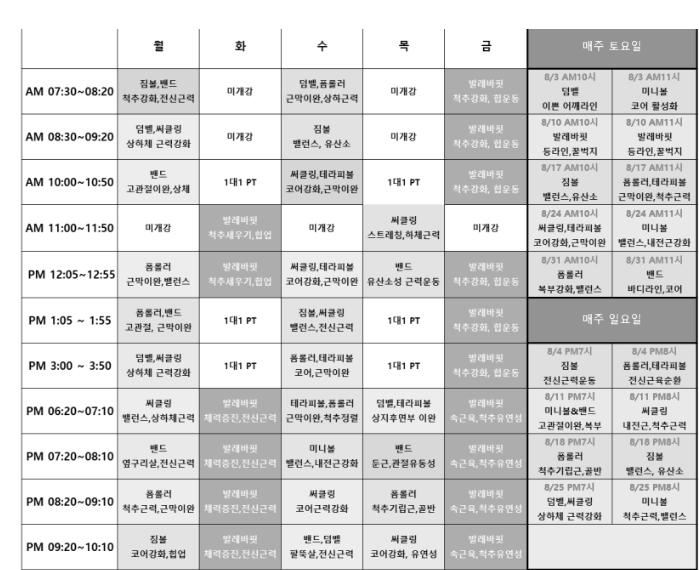 월 화 수 목 금 매주 토요일
AM 07:30~08:20 짐볼,밴드 미개강 덤벨,폼롤러 미개강 발레바핏 8/3 AM10시 8/3 AM11시
척추강화,전신근력 근막이완,상하근력 척추강화, 힙운동 덤벨 미니볼
이쁜 어깨라인 코어 활성화
AM 08:30~09:20 덤벨,써클링 미개강 짐볼 미개강 발레바핏 8/10 AM10시 8/10 AM11시
상하체 근력강화 밸런스, 유산소 척추강화, 힙운동 발레바핏 발레바핏
등라인,꿀벅지 등라인,꿀벅지
AM 10:00~10:50 밴드 1대1 PT 써클링,테라피볼 1대1 PT 발레바핏 8/17 AM10시 8/17 AM11시
고관절이완,상체 코어강화,근막이완 척추강화, 힙운동 짐볼 폼롤러,테라피볼
밸런스,유산소 근막이완,척추근력
AM 11:00~11:50 미개강 발레바핏 미개강 써클링 미개강 8/24 AM10시 8/24 AM11시
척추세우기,힙업 스트레칭,하체근력 써클링,테라피볼 미니볼
코어강화,근막이완 밸런스,내전근강화
PM 12:05~12:55 폼롤러 발레바핏 써클링,테라피볼 밴드 발레바핏 8/31 AM10시 8/31 AM11시
근막이완,밸런스 척추세우기,힙업 코어강화,근막이완 유산소성 근력운동 척추강화, 힙운동 폼롤러 밴드
복부강화,밸런스 바디라인,코어
PM 1:05 ~ 1:55 폼롤러,밴드 1대1 PT 짐볼,써클링 1대1 PT 발레바핏 매주 일요일
고관절, 근막이완 밸런스,전신근력 척추강화, 힙운동
PM 3:00 ~ 3:50 덤벨,써클링 1대1 PT 폼롤러,테라피볼 1대1 PT 발레바핏 8/4 PM7시 8/4 PM8시
상하체 근력강화 코어,근막이완 척추강화, 힙운동 짐볼 폼롤러,테라피볼
전신근력운동 전신근육순환
PM 06:20~07:10 써클링 발레바핏 테라피볼,폼롤러 덤벨,테라피볼 발레바핏 8/11 PM7시 8/11 PM8시
밸런스,상하체근력 체력증진,전신근력 근막이완,척추정렬 상지후면부 이완 속근육,척추유연성 미니볼&밴드 써클링
고관절이완,복부 내전근,척추근력
PM 07:20~08:10 밴드 발레바핏 미니볼 밴드 발레바핏 8/18 PM7시 8/18 PM8시
옆구리살,전신근력 체력증진,전신근력 밸런스,내전근강화 둔근,관절유동성 속근육,척추유연성 폼롤러 짐볼
척추기립근,골반 밸런스, 유산소
PM 08:20~09:10 폼롤러 발레바핏 써클링 폼롤러 발레바핏 8/25 PM7시 8/25 PM8시
척추근력,근막이완 체력증진,전신근력 코어근력강화 척추기립근,골반 속근육,척추유연성 덤벨,써클링 미니볼
상하체 근력강화 척추근력,밸런스
PM 09:20~10:10 짐볼 발레바핏 밴드,덤벨 써클링 발레바핏
코어강화,힙업 체력증진,전신근력 팔뚝살,전신근력 코어강화, 유연성 속근육,척추유연성